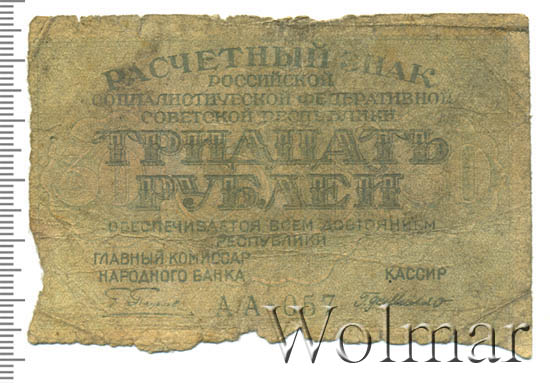 РАСЧЕТНЫЙ ЗНАК
РОССИЙСКОЙ
СОЦИАЛИСТИЧЕСКОЙ ФЕДЕРАТИВНОЙ
СОВЕТСКОЙ РЕСПУБЛИКИ
ТРИДЦАТЬ
РУБЛЕЙ
ОБЕСПЕЧИВАЕТСЯ ВСЕМ ДОСТОЯНИЕМ
РЕСПУБЛИКИ
ГЛАВНЫЙ КОМИССАР
НАРОДНОГО БАНКА
КАССИР
А/А 057
Wolmar